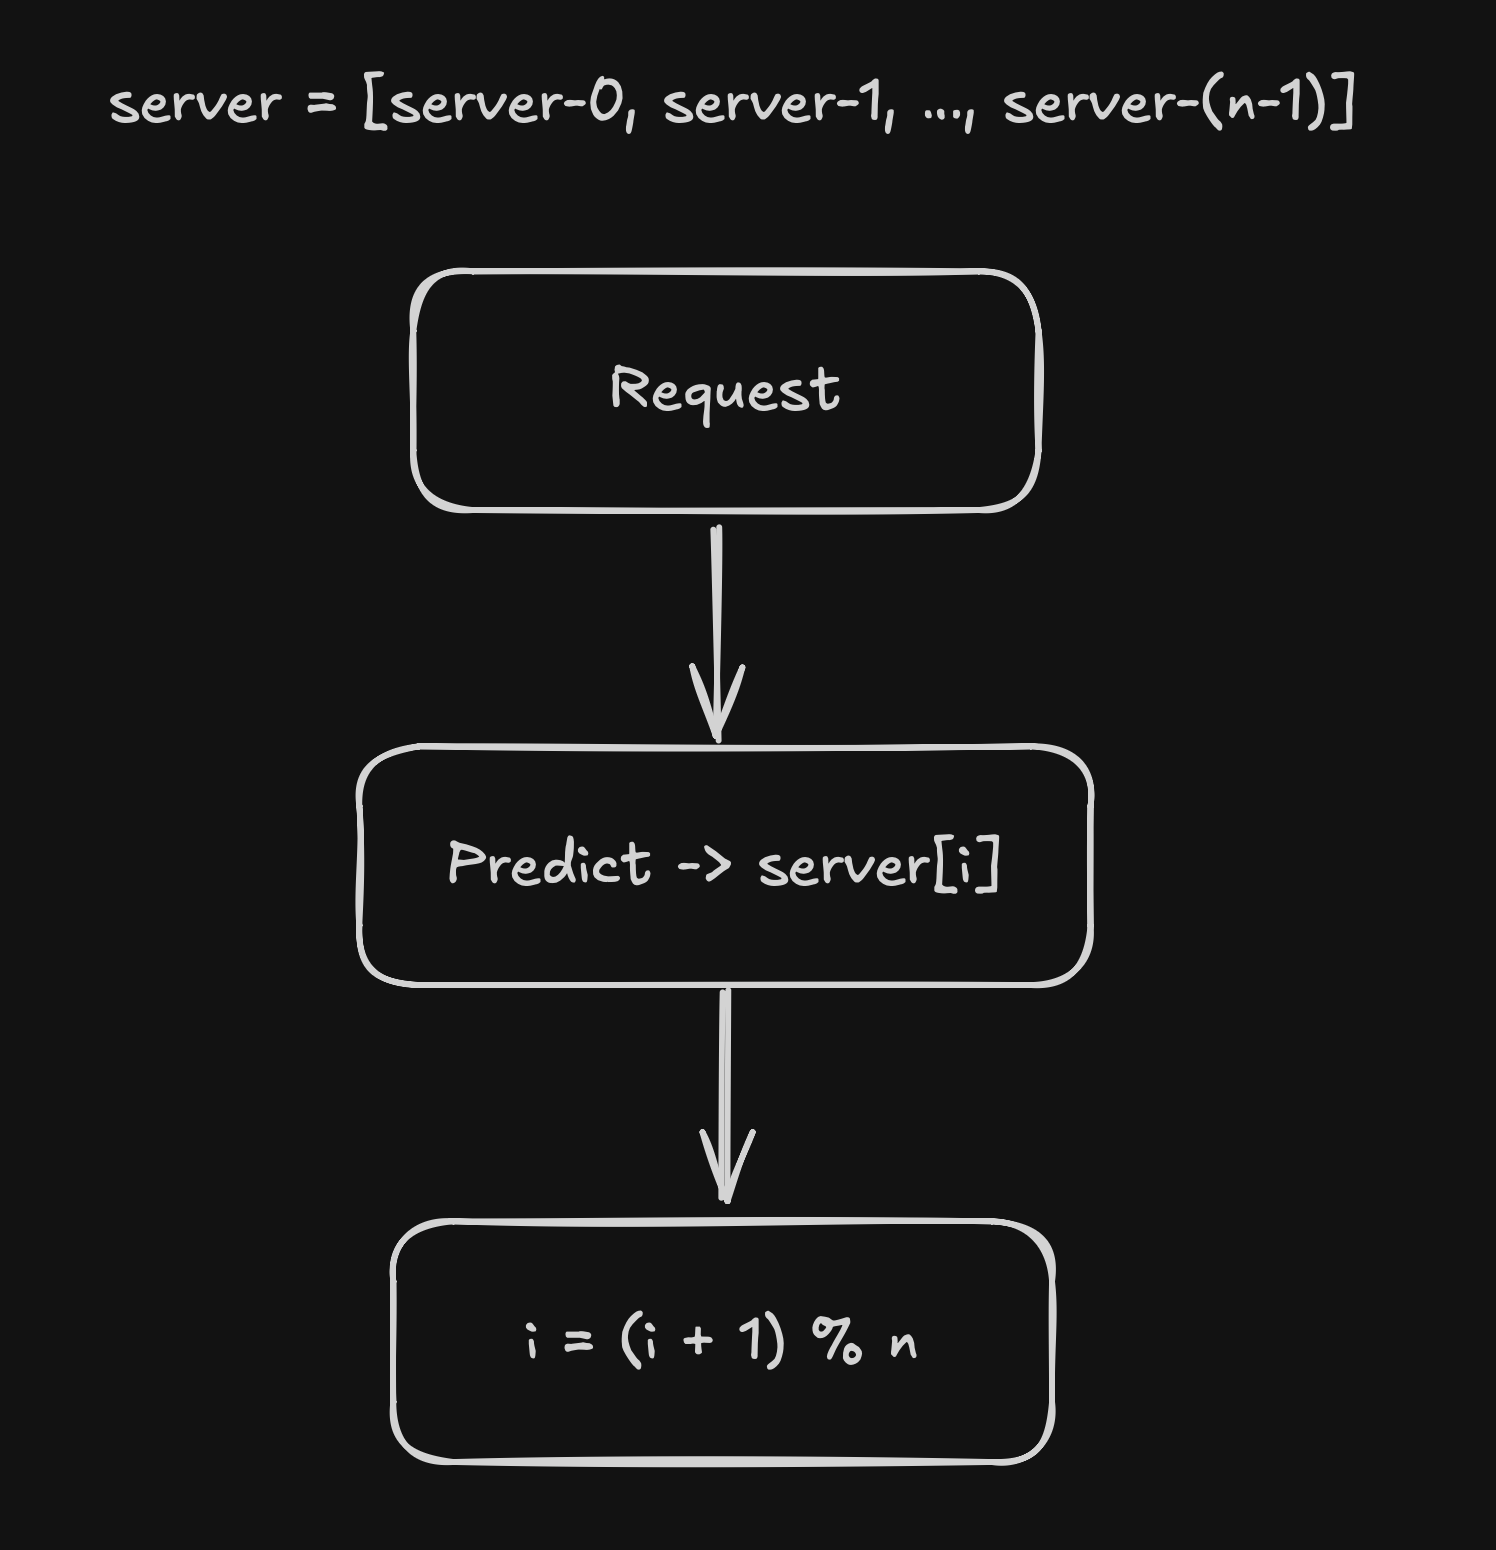 server = [server-0, server-1, ..., server-(n-1)]
Request
Predict -> server[i]
i = (i + 1) % n